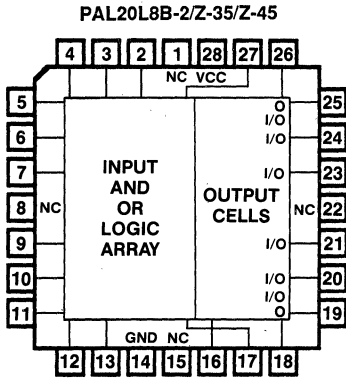 PAL20L8B-2/Z-35/Z-45
4 3 2 1 28 27 26
NC VCC
5 O 25
I/O
6 I/O 24
7 INPUT I/O 23
AND
OR OUTPUT
8 NC LOGIC CELLS NC 22
ARRAY
9 I/O 21
10 I/O 20
I/O
11 O 19
GND NC
12 13 14 15 16 17 18